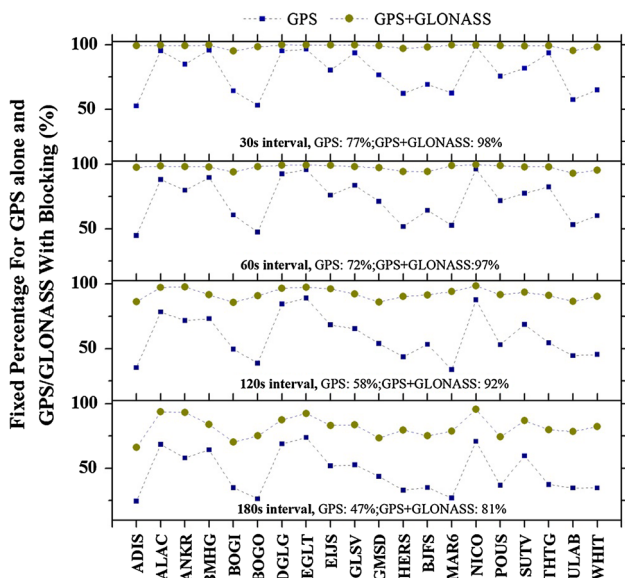 GPS GPS+GLONASS
Fixed Percentage For GPS alone and
GPS/GLONASS With Blocking (%)
100
50
30s interval, GPS: 77%;GPS+GLONASS: 98%
100
50
60s interval, GPS: 72%;GPS+GLONASS:97%
100
50
120s interval, GPS: 58%;GPS+GLONASS: 92%
100
50
180s interval, GPS: 47%;GPS+GLONASS: 81%
ADIS ALAC ANKR BMHG BOGI BOGO DGLG EGLT EIJS GLSV GMSD HERS BJFS MAR6 NICO POUS SUTV THTG ULAB WHIT